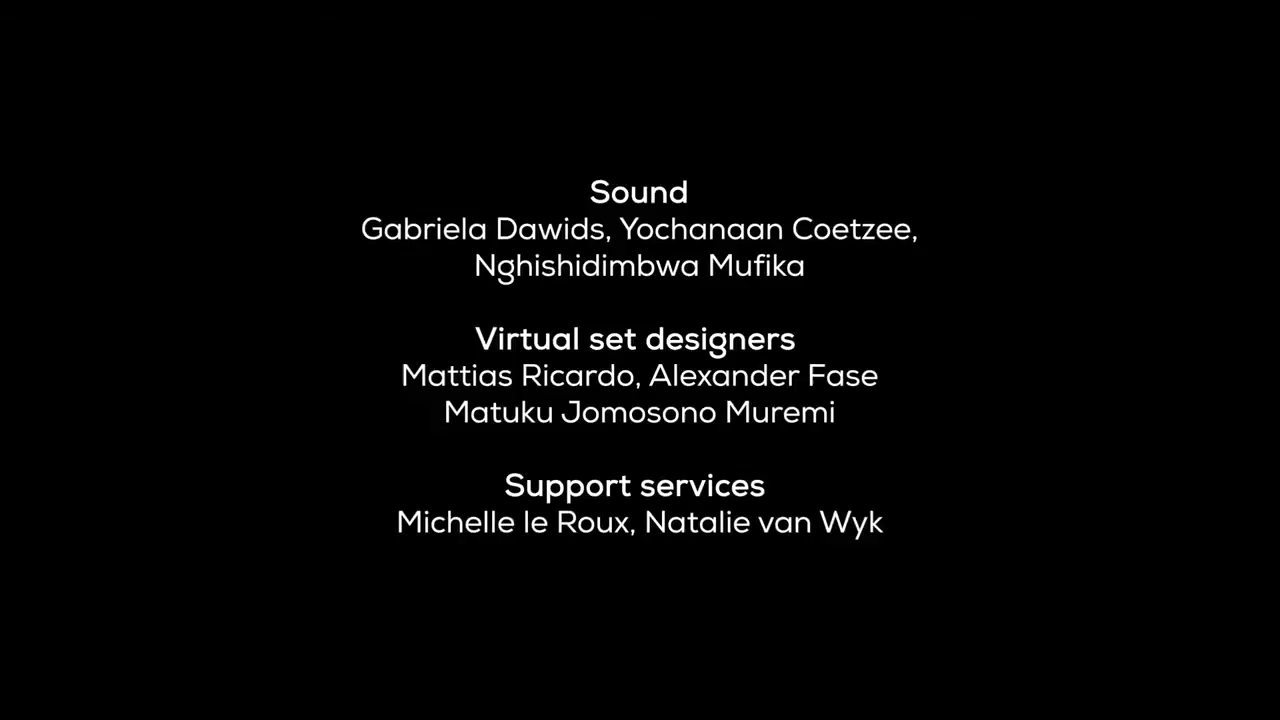 Sound
Gabriela Dawids, Yochanaan Coetzee,
Nghishidimbwa Mufika
Virtual set designers
Mattias Ricardo, Alexander Fase
Matuku Jomosono Muremi
Support services
Michelle le Roux, Natalie van Wyk